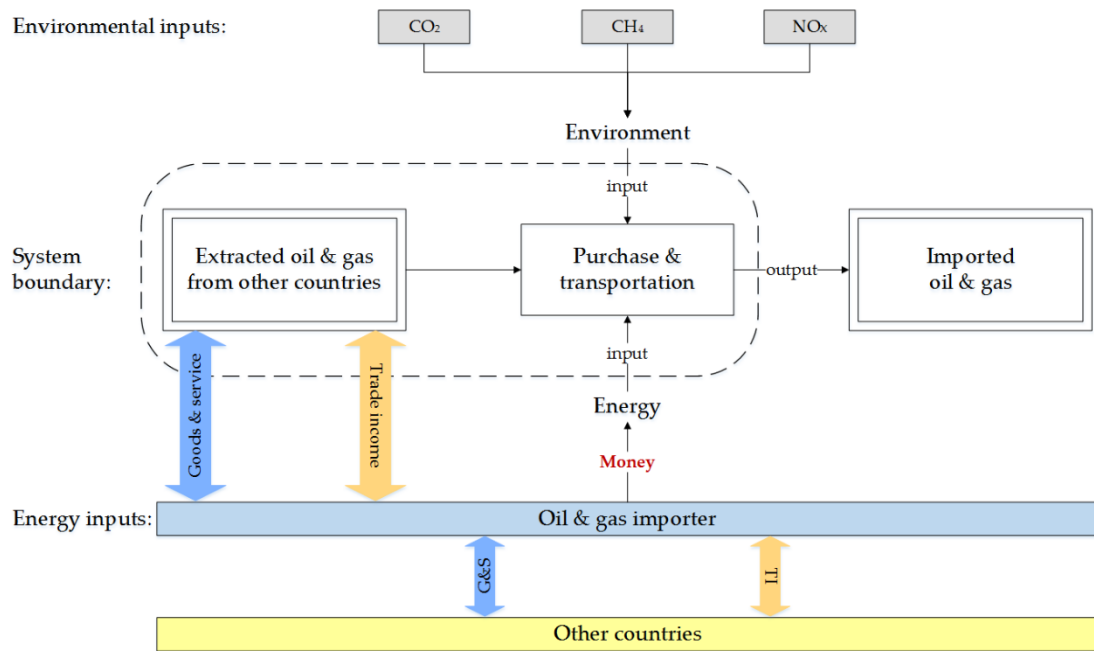 Environmental inputs:
CO₂
CH₄
NOₓ
Environment
input
System
boundary:
Extracted oil & gas
from other countries
Purchase &
transportation
output
Imported
oil & gas
input
Goods & service
Trade income
Energy
Money
Energy inputs:
Oil & gas importer
G&S
TI
Other countries